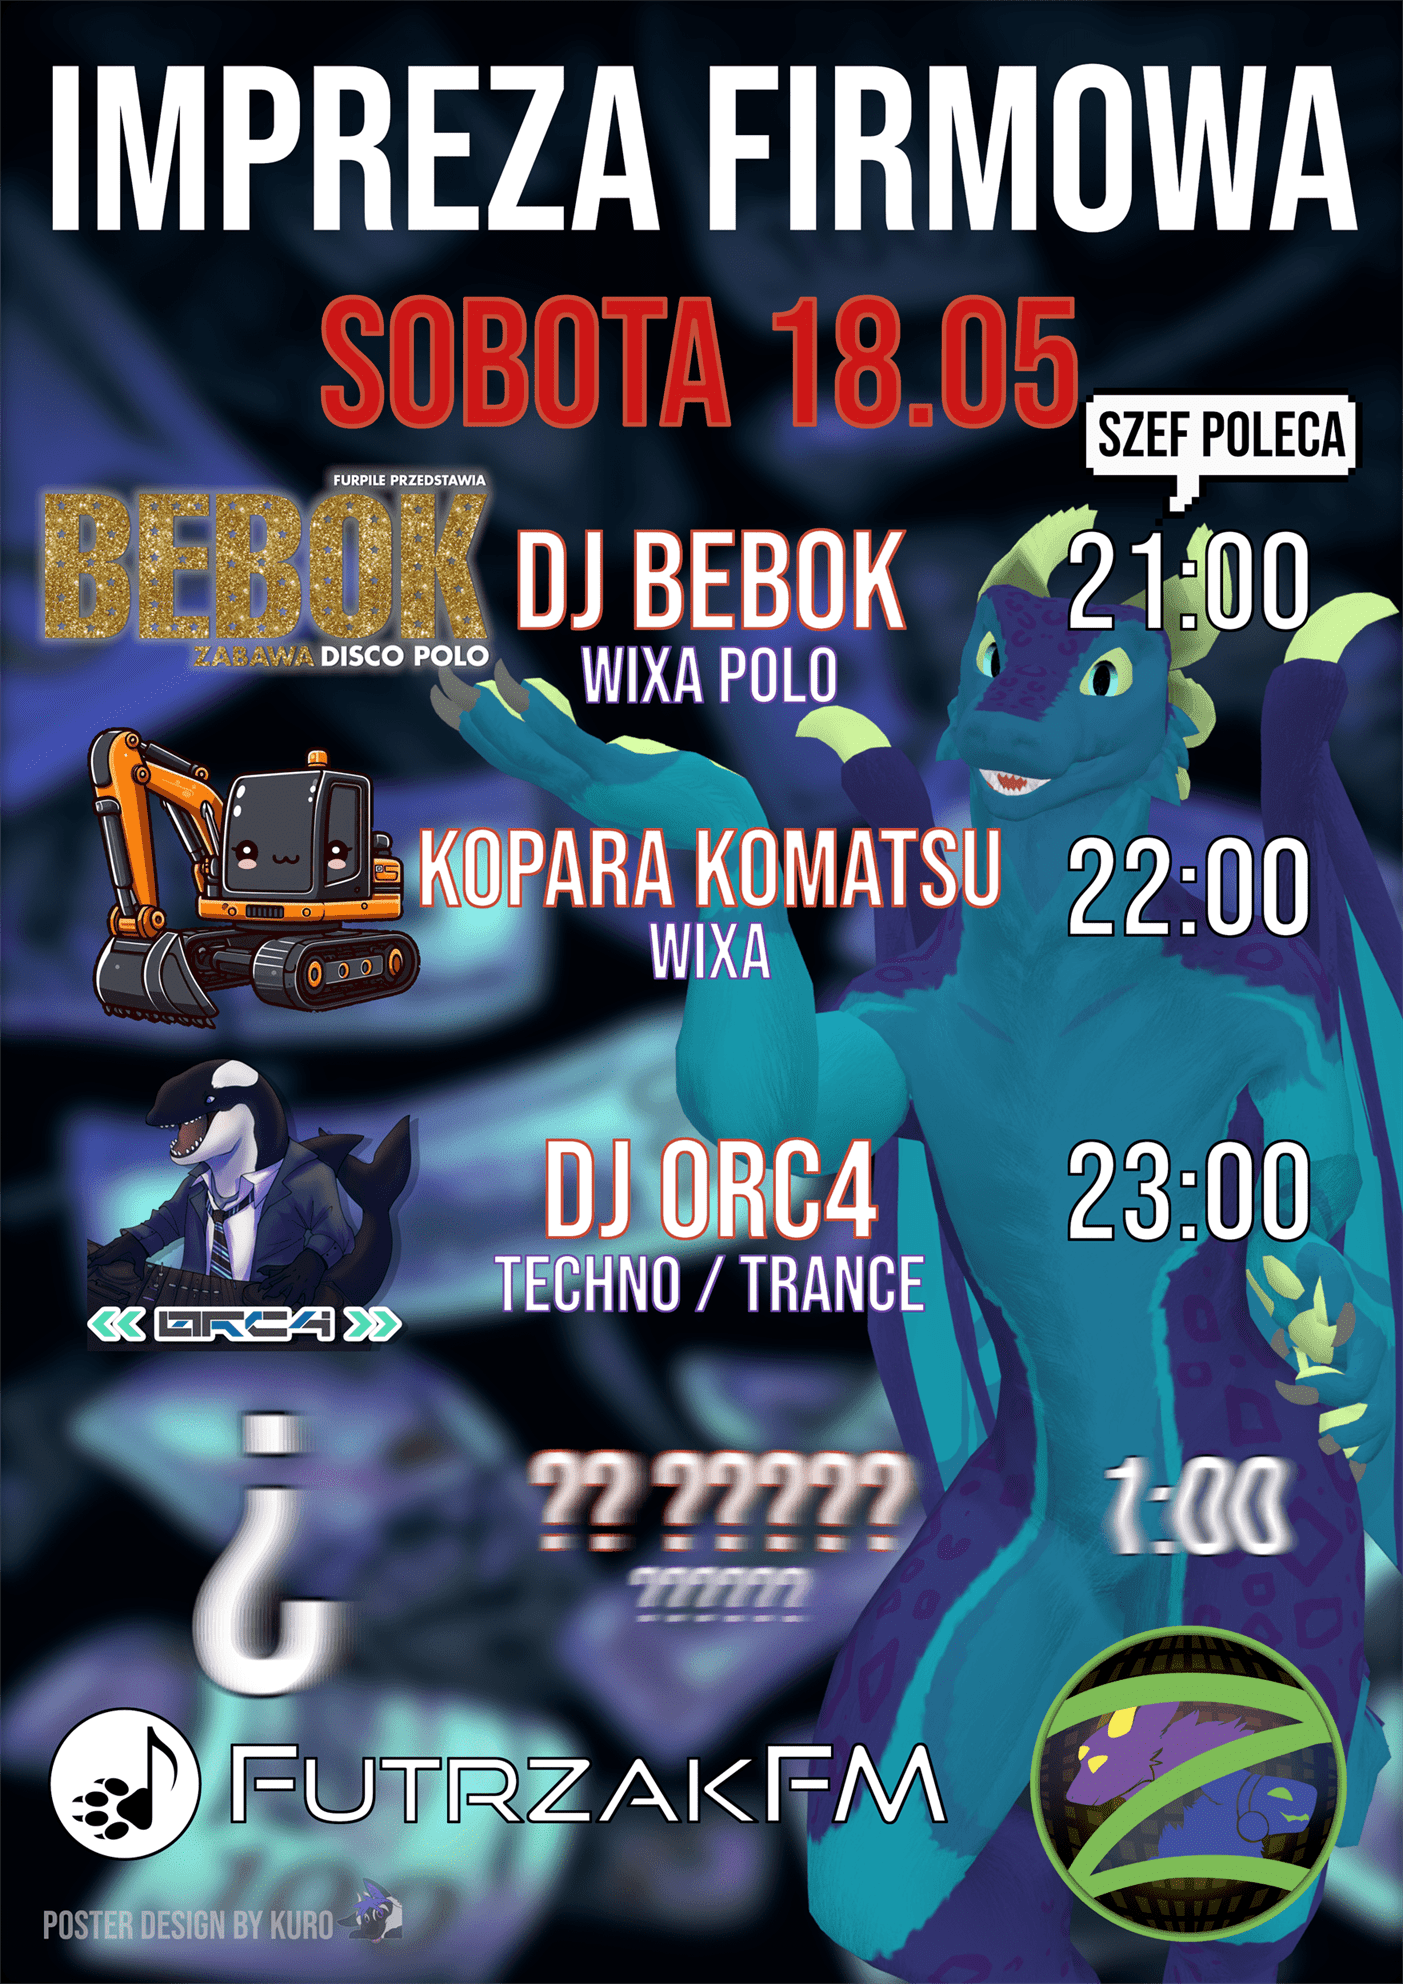 IMPREZA FIRMOWA
SOBOTA 18.05
SZEF POLECA
FURPILE PRZEDSTAWIA
BEBOK
ZABAWA DISCO POLO
DJ BEBOK
21:00
WIXA POLO
KOPARA KOMATSU
22:00
WIXA
DJ ORC4
23:00
TECHNO / TRANCE
<< ORC4 >>
¿
?? ?????
1:00
??????
FUTRZAKFM
POSTER DESIGN BY KURO